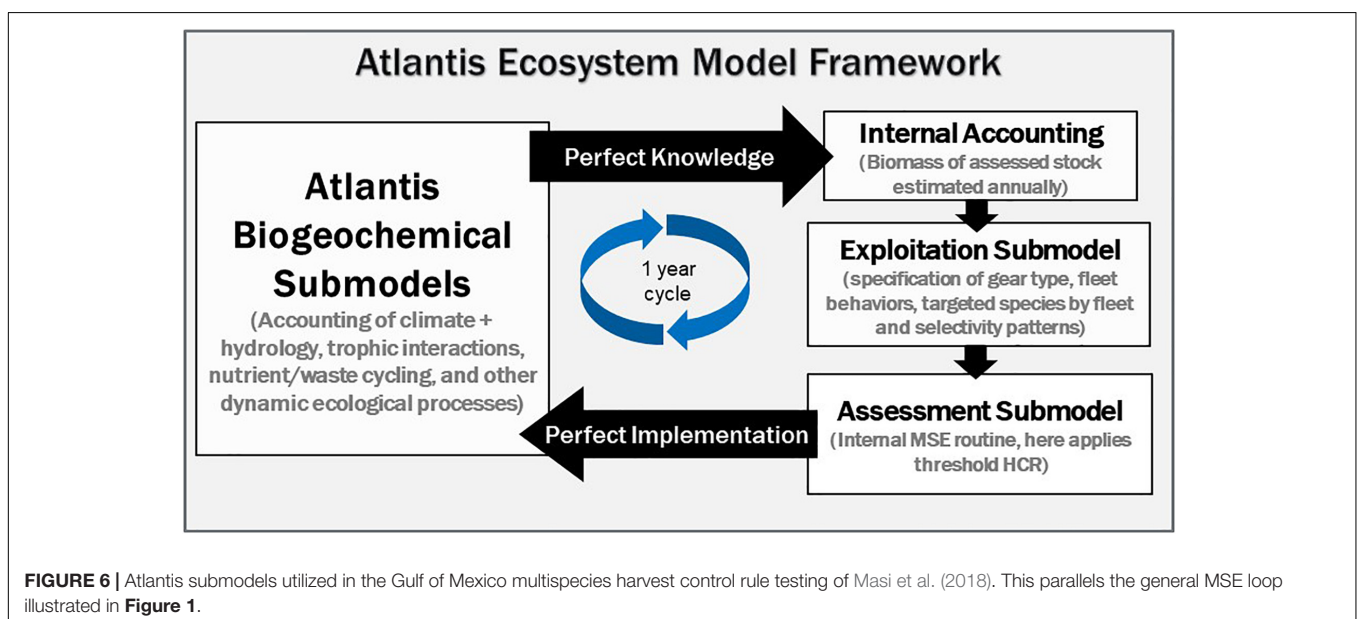 Atlantis Ecosystem Model Framework
Atlantis
Biogeochemical
Submodels
(Accounting of climate +
hydrology, trophic interactions,
nutrient/waste cycling, and other
dynamic ecological processes)
Perfect Knowledge
1 year
cycle
Internal Accounting
(Biomass of assessed stock
estimated annually)
Exploitation Submodel
(specification of gear type, fleet
behaviors, targeted species by fleet
and selectivity patterns)
Assessment Submodel
(Internal MSE routine, here applies
threshold HCR)
Perfect Implementation
FIGURE 6 | Atlantis submodels utilized in the Gulf of Mexico multispecies harvest control rule testing of Masi et al. (2018). This parallels the general MSE loop
illustrated in Figure 1.